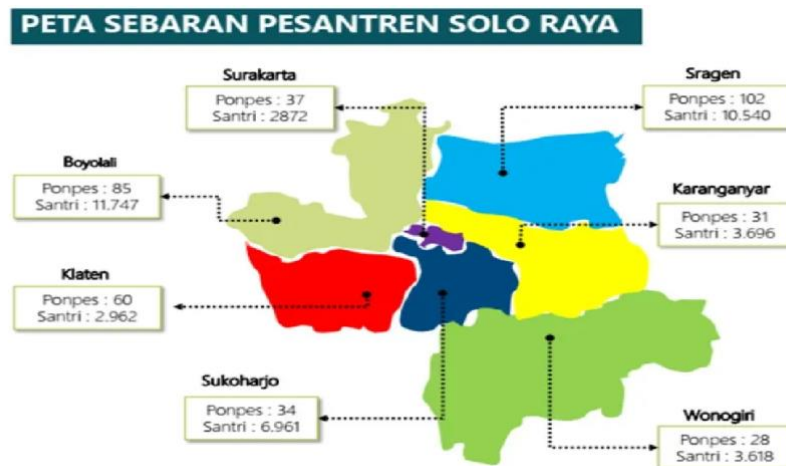 PETA SEBARAN PESANTREN SOLO RAYA
Surakarta
Ponpes : 37
Santri : 2872
Sragen
Ponpes : 102
Santri : 10.540
Boyolali
Ponpes : 85
Santri : 11.747
Karanganyar
Ponpes : 31
Santri : 3.696
Klaten
Ponpes : 60
Santri : 2.962
Sukoharjo
Ponpes : 34
Santri : 6.961
Wonogiri
Ponpes : 28
Santri : 3.618